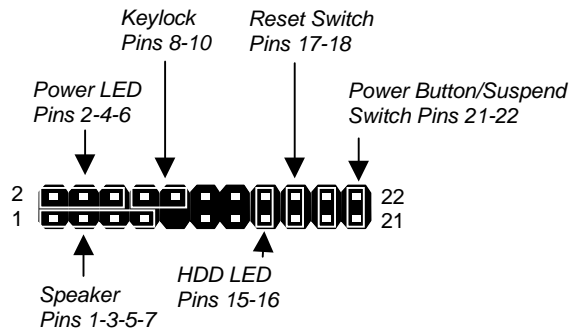 Keylock
Pins 8-10
Reset Switch
Pins 17-18
Power LED
Pins 2-4-6
Power Button/Suspend
Switch Pins 21-22
2
22
1
21
Speaker
Pins 1-3-5-7
HDD LED
Pins 15-16